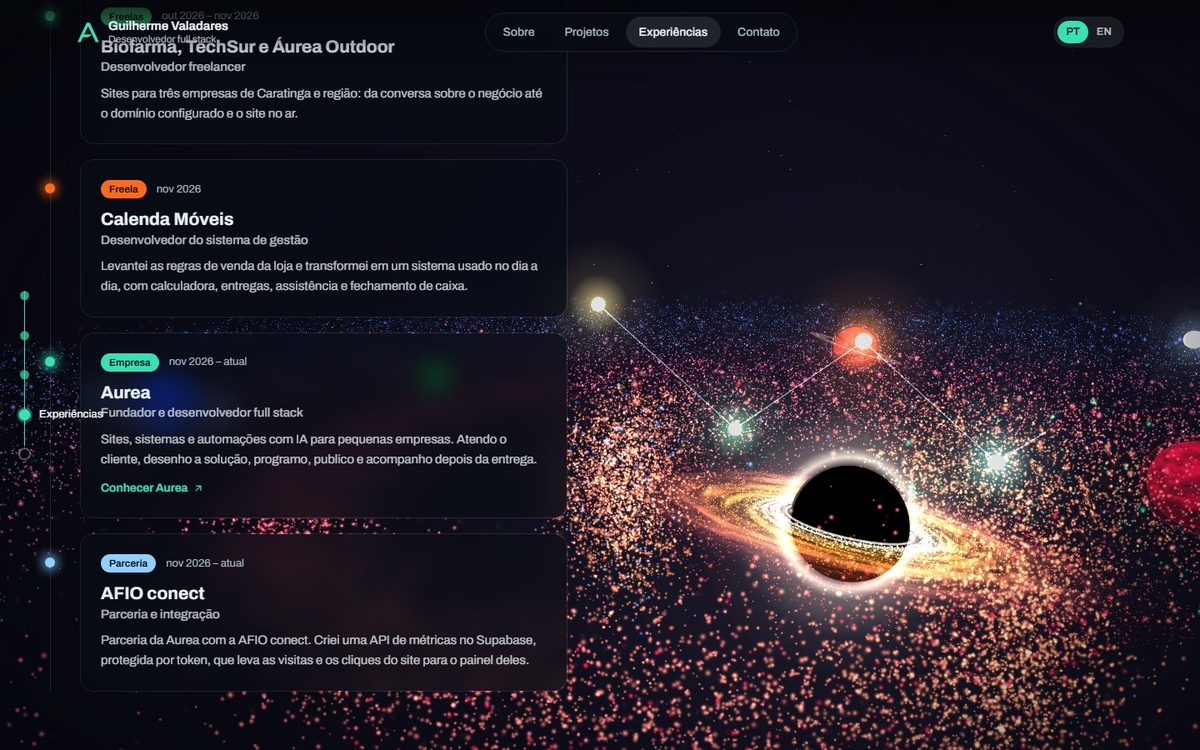 Freelas out 2026 – nov 2026
Guilherme Valadares
Desenvolvedor full stack
Sobre Projetos Experiências Contato
PT EN
Biofarma, TechSur e Áurea Outdoor
Desenvolvedor freelancer
Sites para três empresas de Caratinga e região: da conversa sobre o negócio até
o domínio configurado e o site no ar.
Freela nov 2026
Calenda Móveis
Desenvolvedor do sistema de gestão
Levantei as regras de venda da loja e transformei em um sistema usado no dia a
dia, com calculadora, entregas, assistência e fechamento de caixa.
Empresa nov 2026 – atual
Aurea
Experiências
Fundador e desenvolvedor full stack
Sites, sistemas e automações com IA para pequenas empresas. Atendo o
cliente, desenho a solução, programo, publico e acompanho depois da entrega.
Conhecer Aurea ↗
Parceria nov 2026 – atual
AFIO conect
Parceria e integração
Parceria da Aurea com a AFIO conect. Criei uma API de métricas no Supabase,
protegida por token, que leva as visitas e os cliques do site para o painel deles.